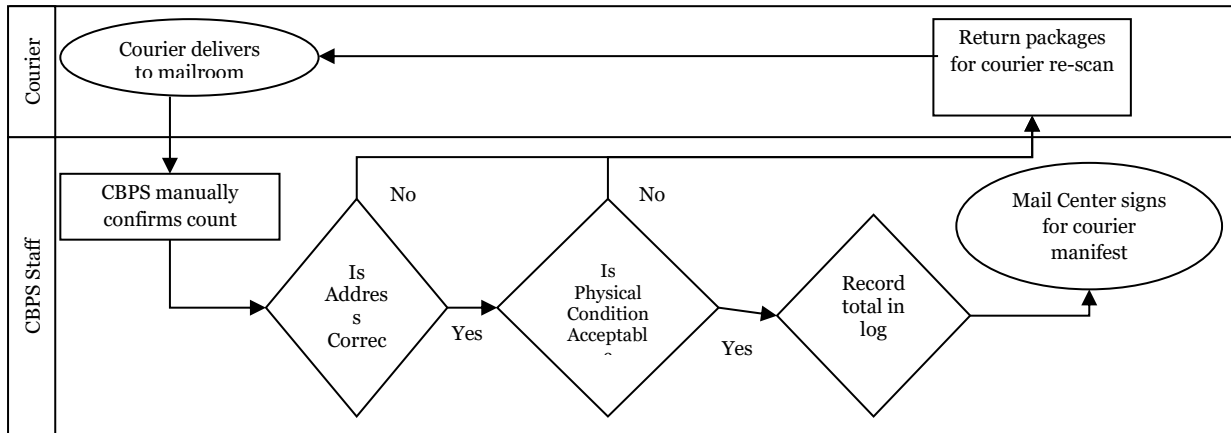 Courier
Courier delivers
to mailroom
Return packages
for courier re-scan
CBPS Staff
CBPS manually
confirms count
No
No
Mail Center signs
for courier
manifest
Is
Addres
s
Correc
Yes
Is
Physical
Condition
Acceptabl
Yes
Record
total in
log